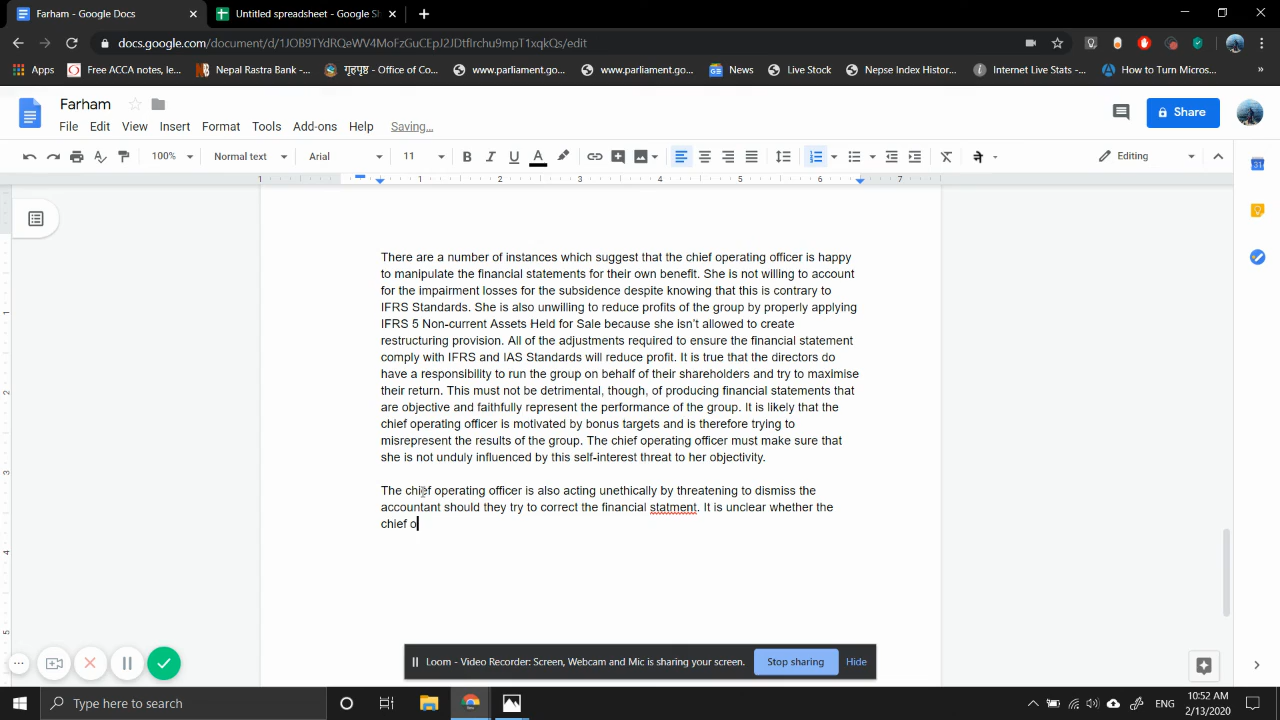 Farham - Google Docs
Untitled spreadsheet - Google Sh
docs.google.com/document/d/1JOB9TYdRQeWV4MoFzGuCEpJ2JDtfIrchu9mpT1xqkQs/edit
Apps Free ACCA notes, le... Nepal Rastra Bank -... गृहपृष्ठ - Office of Co... www.parliament.go... www.parliament.go... News Live Stock Nepse Index Histor... Internet Live Stats -... How to Turn Micros... »
Farham
Share
File Edit View Insert Format Tools Add-ons Help Saving...
100% Normal text Arial 11 B I U A Editing
1 1 2 3 4 5 6 7
There are a number of instances which suggest that the chief operating officer is happy
to manipulate the financial statements for their own benefit. She is not willing to account
for the impairment losses for the subsidence despite knowing that this is contrary to
IFRS Standards. She is also unwilling to reduce profits of the group by properly applying
IFRS 5 Non-current Assets Held for Sale because she isn't allowed to create
restructuring provision. All of the adjustments required to ensure the financial statement
comply with IFRS and IAS Standards will reduce profit. It is true that the directors do
have a responsibility to run the group on behalf of their shareholders and try to maximise
their return. This must not be detrimental, though, of producing financial statements that
are objective and faithfully represent the performance of the group. It is likely that the
chief operating officer is motivated by bonus targets and is therefore trying to
misrepresent the results of the group. The chief operating officer must make sure that
she is not unduly influenced by this self-interest threat to her objectivity.
The chief operating officer is also acting unethically by threatening to dismiss the
accountant should they try to correct the financial statment. It is unclear whether the
chief o
1
2
3
4
5
Loom - Video Recorder: Screen, Webcam and Mic is sharing your screen. Stop sharing Hide
Type here to search
ENG
10:52 AM
2/13/2020